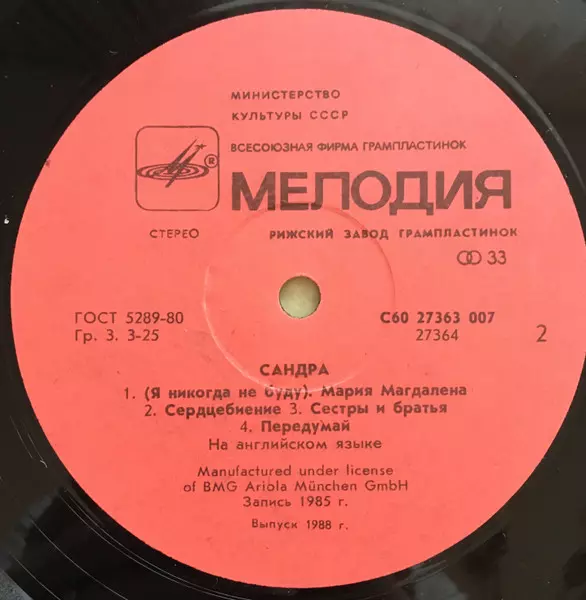 МИНИСТЕРСТВО
КУЛЬТУРЫ СССР
ВСЕСОЮЗНАЯ ФИРМА ГРАМПЛАСТИНОК
®
МЕЛОДИЯ
СТЕРЕО
РИЖСКИЙ ЗАВОД ГРАМПЛАСТИНОК
33
ГОСТ 5289-80
С60 27363 007
Гр. 3. 3-25
27364
2
САНДРА
1. (Я никогда не буду). Мария Магдалена
2. Сердцебиение 3. Сестры и братья
4. Передумай
На английском языке
Manufactured under license
of BMG Ariola München GmbH
Запись 1985 г.
Выпуск 1988 г.